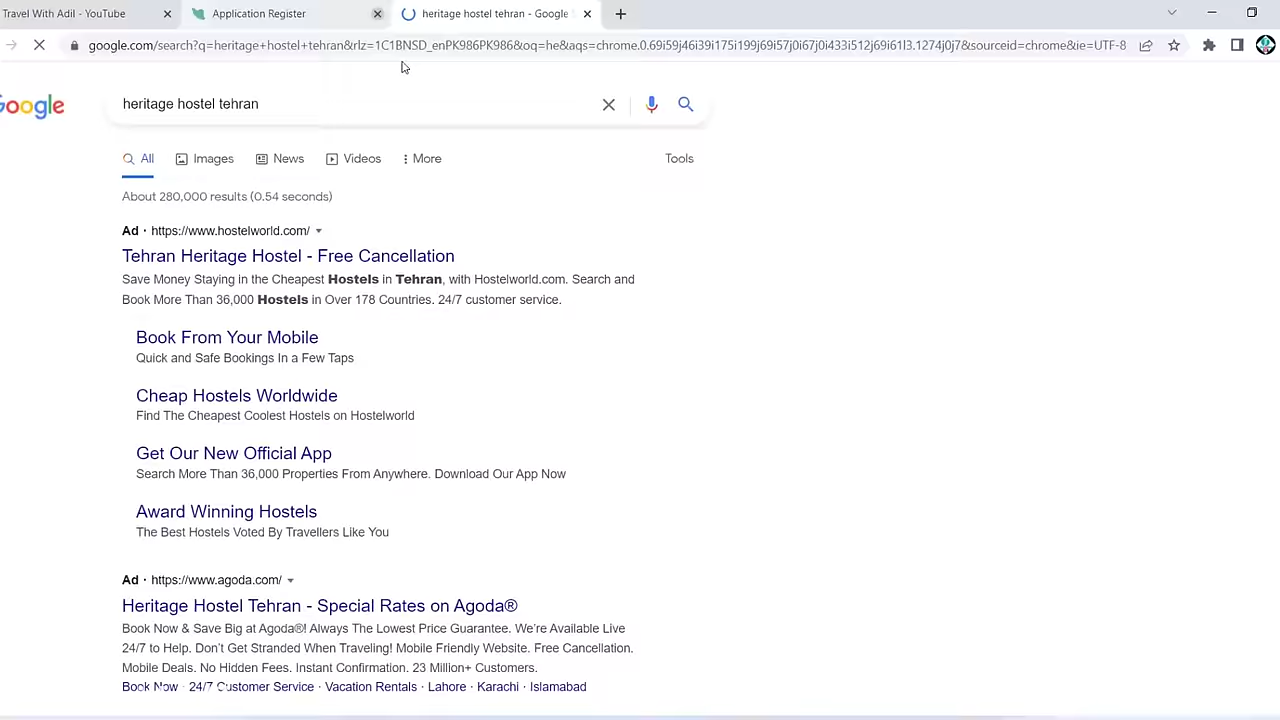 Travel With Adil - YouTube
Application Register
heritage hostel tehran - Google
google.com/search?q=heritage+hostel+tehran&rlz=1C1BNSD_enPK986PK986&oq=he&aqs=chrome.0.69i59j46i39i175i199j69i57j0i67j0i433i512j69i61l3.1274j0j7&sourceid=chrome&ie=UTF-8
Google
heritage hostel tehran
All
Images
News
Videos
More
Tools
About 280,000 results (0.54 seconds)
Ad · https://www.hostelworld.com/
Tehran Heritage Hostel - Free Cancellation
Save Money Staying in the Cheapest Hostels in Tehran, with Hostelworld.com. Search and
Book More Than 36,000 Hostels in Over 178 Countries. 24/7 customer service.
Book From Your Mobile
Quick and Safe Bookings In a Few Taps
Cheap Hostels Worldwide
Find The Cheapest Coolest Hostels on Hostelworld
Get Our New Official App
Search More Than 36,000 Properties From Anywhere. Download Our App Now
Award Winning Hostels
The Best Hostels Voted By Travellers Like You
Ad · https://www.agoda.com/
Heritage Hostel Tehran - Special Rates on Agoda®
Book Now & Save Big at Agoda®! Always The Lowest Price Guarantee. We're Available Live
24/7 to Help. Don't Get Stranded When Traveling! Mobile Friendly Website. Free Cancellation.
Mobile Deals. No Hidden Fees. Instant Confirmation. 23 Million+ Customers.
Book Now · 24/7 Customer Service · Vacation Rentals · Lahore · Karachi · Islamabad